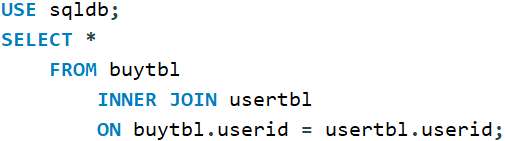 USE sqldb;
SELECT *
    FROM buytbl
        INNER JOIN usertbl
        ON buytbl.userid = usertbl.userid;